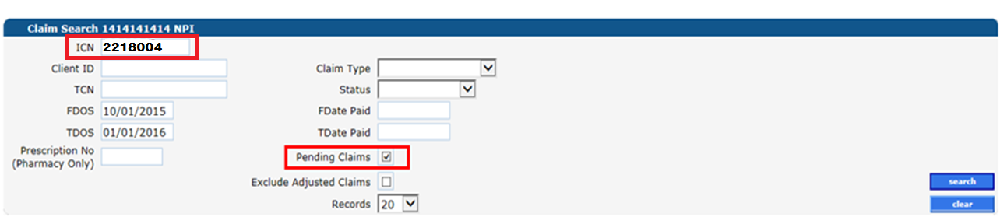 Claim Search 1414141414 NPI
ICN 2218004
Client ID Claim Type
TCN Status
FDOS 10/01/2015 FDate Paid
TDOS 01/01/2016 TDate Paid
Prescription No
(Pharmacy Only)
Pending Claims
Exclude Adjusted Claims
search
Records 20
clear